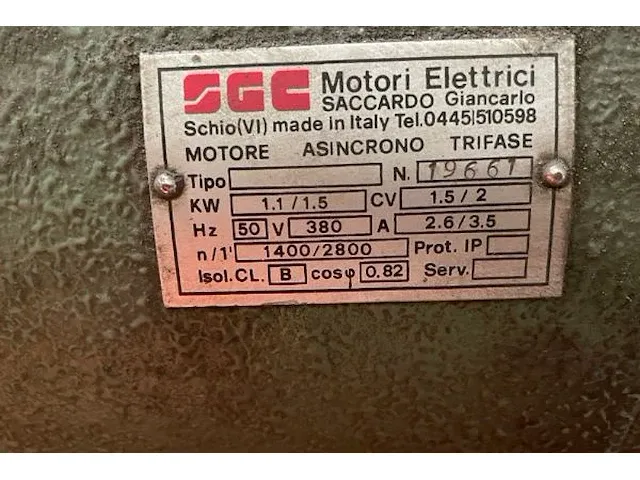 SGC Motori Elettrici
SACCARDO Giancarlo
Schio(VI) made in Italy Tel.0445|510598
MOTORE ASINCRONO TRIFASE
Tipo N. 19661
KW 1.1/1.5 CV 1.5/2
Hz 50 V 380 A 2.6/3.5
n/1' 1400/2800 Prot. IP
Isol.CL. B cosφ 0,82 Serv.